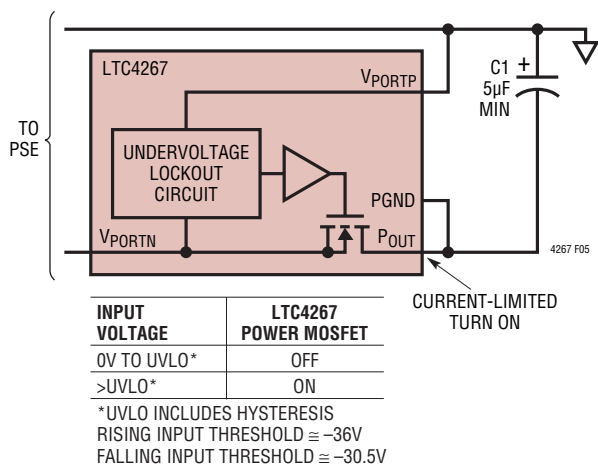 LTC4267
VPORTP
C1 +
5µF
MIN
TO
PSE
UNDERVOLTAGE
LOCKOUT
CIRCUIT
PGND
VPORTN
POUT
4267 F05
CURRENT-LIMITED
TURN ON
INPUT VOLTAGE LTC4267 POWER MOSFET
0V TO UVLO* OFF
>UVLO* ON
*UVLO INCLUDES HYSTERESIS
RISING INPUT THRESHOLD ≅ –36V
FALLING INPUT THRESHOLD ≅ –30.5V